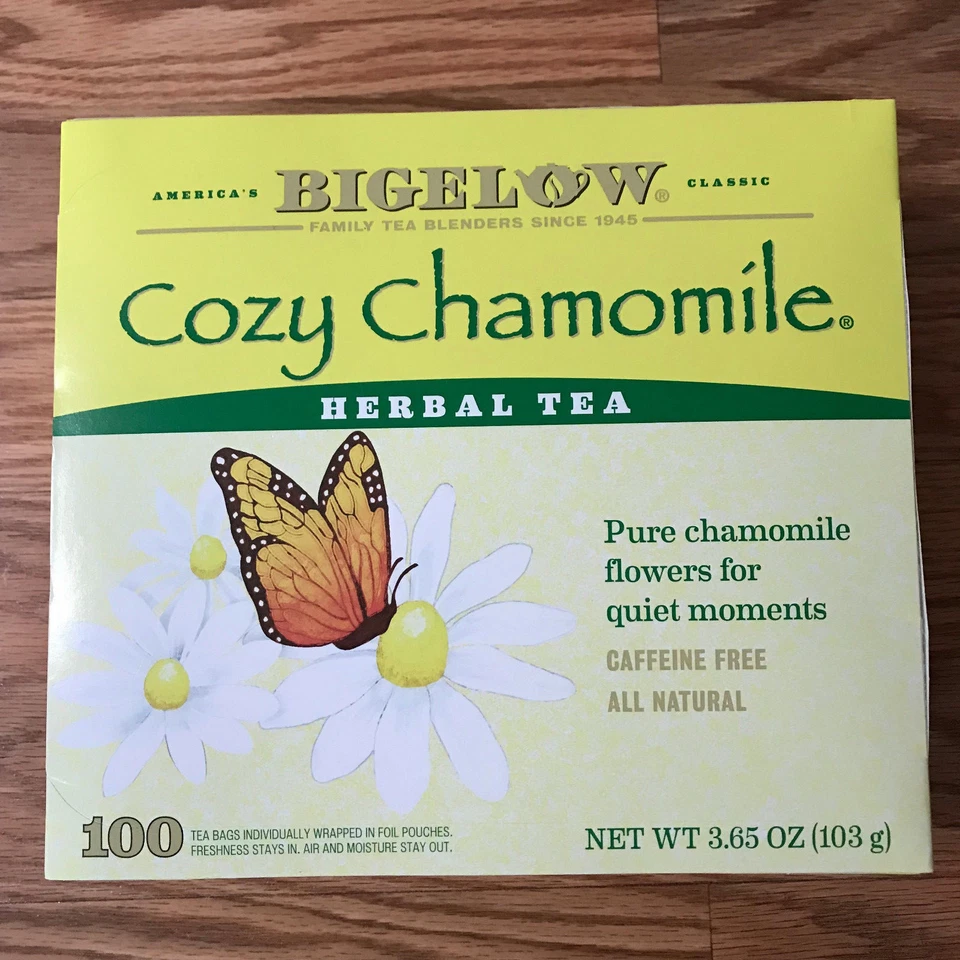 AMERICA'S BIGELOW® CLASSIC
FAMILY TEA BLENDERS SINCE 1945
Cozy Chamomile®
HERBAL TEA
Pure chamomile
flowers for
quiet moments
CAFFEINE FREE
ALL NATURAL
100 TEA BAGS INDIVIDUALLY WRAPPED IN FOIL POUCHES.
FRESHNESS STAYS IN. AIR AND MOISTURE STAY OUT.
NET WT 3.65 OZ (103 g)